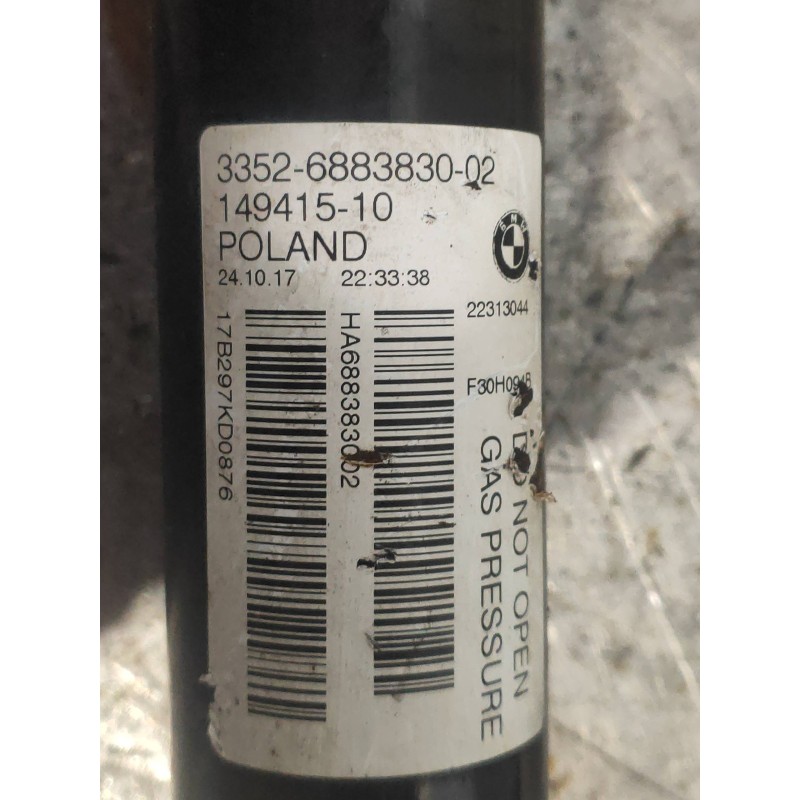 3352-6883830-02
149415-10
POLAND
BMW
24.10.17 22:33:38
22313044
17B297KD0876
HA688383002
GAS PRESSURE
NOT OPEN